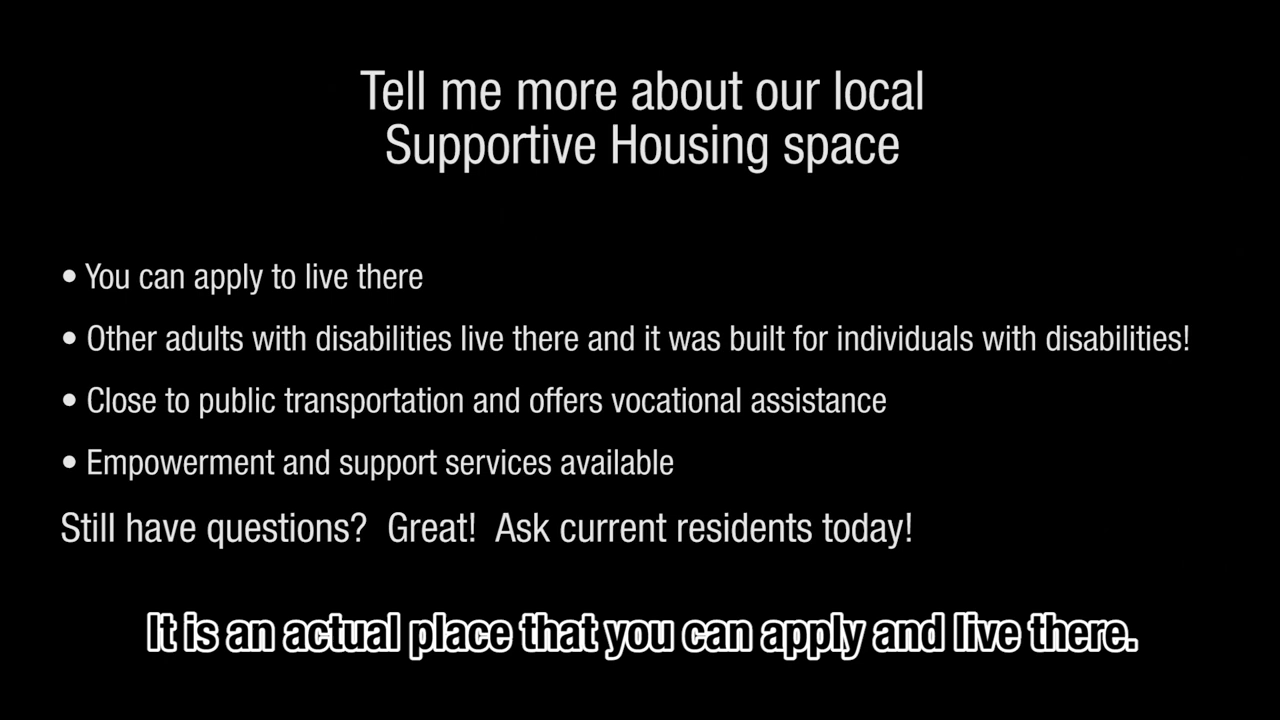 Tell me more about our local
Supportive Housing space
• You can apply to live there
• Other adults with disabilities live there and it was built for individuals with disabilities!
• Close to public transportation and offers vocational assistance
• Empowerment and support services available
Still have questions?  Great!  Ask current residents today!
It is an actual place that you can apply and live there.